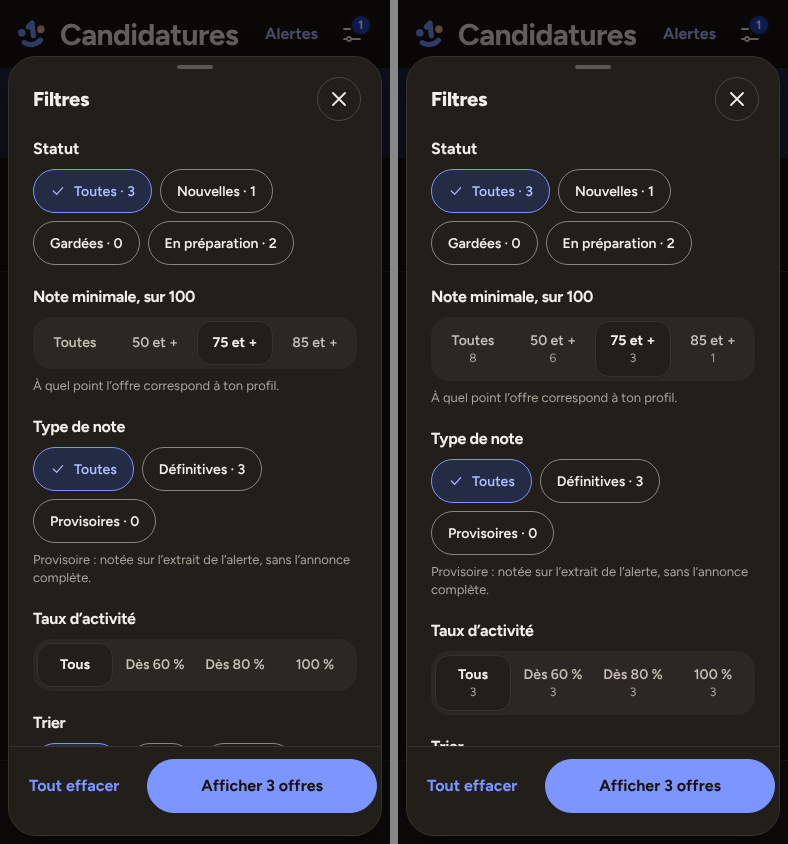 Candidatures
Alertes
1
Filtres
Statut
Toutes · 3
Nouvelles · 1
Gardées · 0
En préparation · 2
Note minimale, sur 100
Toutes
50 et +
75 et +
85 et +
À quel point l’offre correspond à ton profil.
Type de note
Toutes
Définitives · 3
Provisoires · 0
Provisoire : notée sur l’extrait de l’alerte, sans l’annonce
complète.
Taux d’activité
Tous
Dès 60 %
Dès 80 %
100 %
Trier
Tout effacer
Afficher 3 offres
Candidatures
Alertes
1
Filtres
Statut
Toutes · 3
Nouvelles · 1
Gardées · 0
En préparation · 2
Note minimale, sur 100
Toutes
8
50 et +
6
75 et +
3
85 et +
1
À quel point l’offre correspond à ton profil.
Type de note
Toutes
Définitives · 3
Provisoires · 0
Provisoire : notée sur l’extrait de l’alerte, sans l’annonce
complète.
Taux d’activité
Tous
3
Dès 60 %
3
Dès 80 %
3
100 %
3
Trier
Tout effacer
Afficher 3 offres